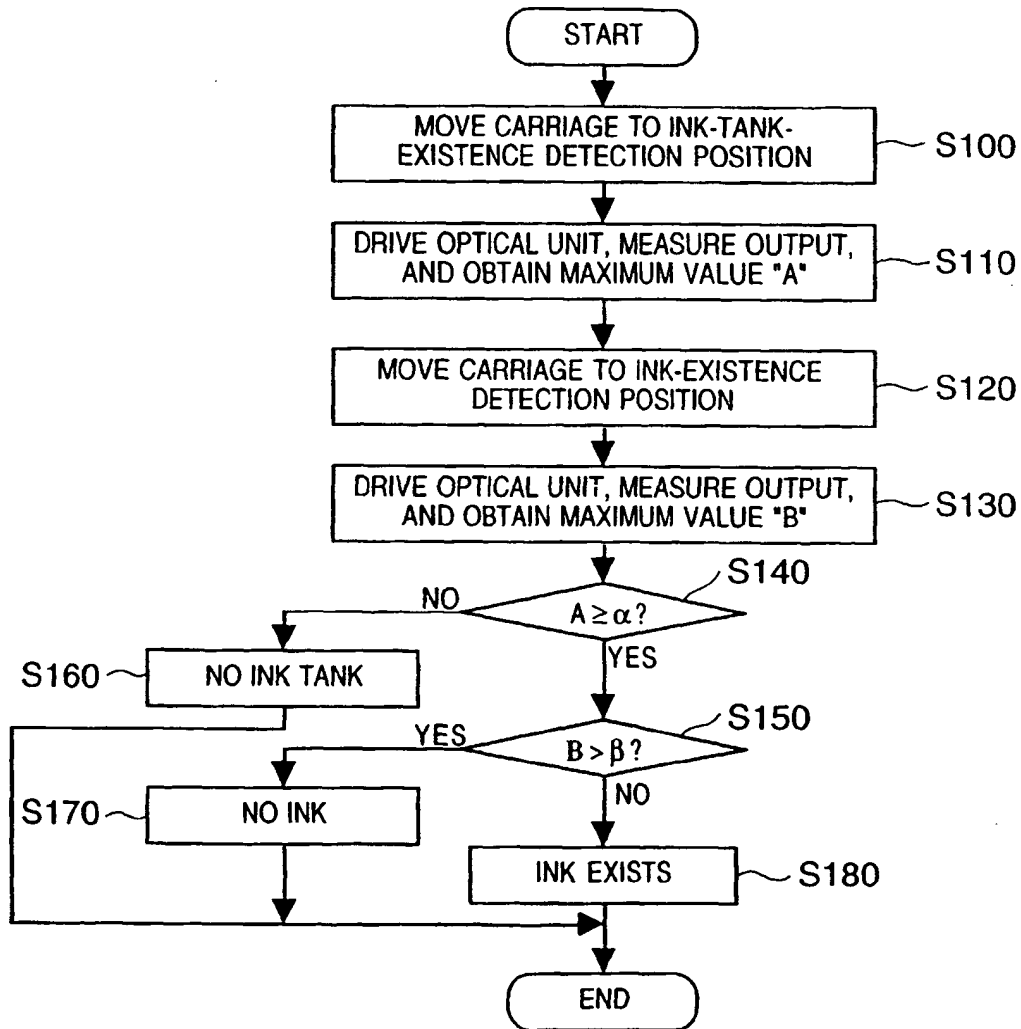 START
MOVE CARRIAGE TO INK-TANK-
EXISTENCE DETECTION POSITION
S100
DRIVE OPTICAL UNIT, MEASURE OUTPUT,
AND OBTAIN MAXIMUM VALUE "A"
S110
MOVE CARRIAGE TO INK-EXISTENCE
DETECTION POSITION
S120
DRIVE OPTICAL UNIT, MEASURE OUTPUT,
AND OBTAIN MAXIMUM VALUE "B"
S130
S140
NO
A ≥ α?
YES
S160
NO INK TANK
S150
YES
B > β?
NO
S170
NO INK
INK EXISTS
S180
END